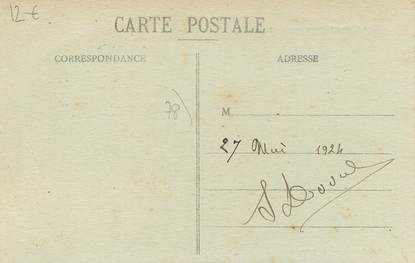 12-€
CARTE POSTALE
CORRESPONDANCE
ADRESSE
78)
M
27 Mai 1924